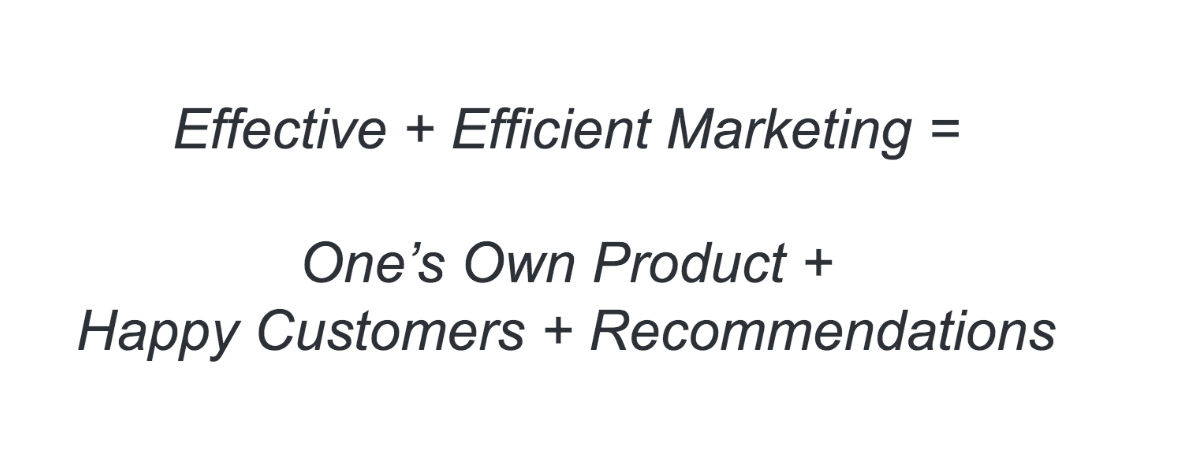 Effective + Efficient Marketing =
One’s Own Product +
Happy Customers + Recommendations